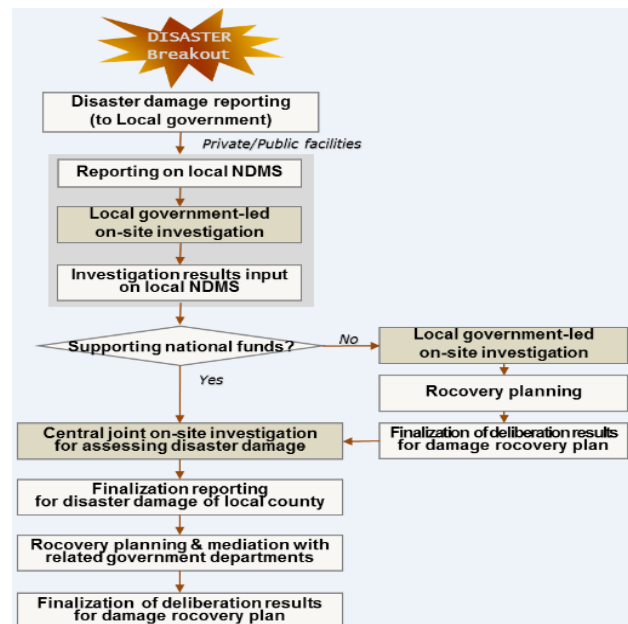 DISASTER
Breakout
Disaster damage reporting
(to Local government)
Private/Public facilities
Reporting on local NDMS
Local government-led
on-site investigation
Investigation results input
on local NDMS
Supporting national funds?
No
Local government-led
on-site investigation
Rocovery planning
Finalization of deliberation results
for damage rocovery plan
Yes
Central joint on-site investigation
for assessing disaster damage
Finalization reporting
for disaster damage of local county
Rocovery planning & mediation with
related government departments
Finalization of deliberation results
for damage rocovery plan